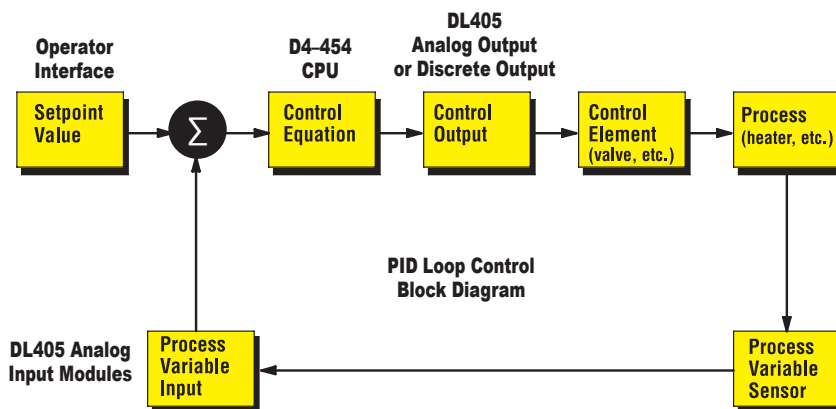 Operator
Interface
D4–454
CPU
DL405
Analog Output
or Discrete Output
Setpoint
Value
Σ
Control
Equation
Control
Output
Control
Element
(valve, etc.)
Process
(heater, etc.)
PID Loop Control
Block Diagram
DL405 Analog
Input Modules
Process
Variable
Input
Process
Variable
Sensor